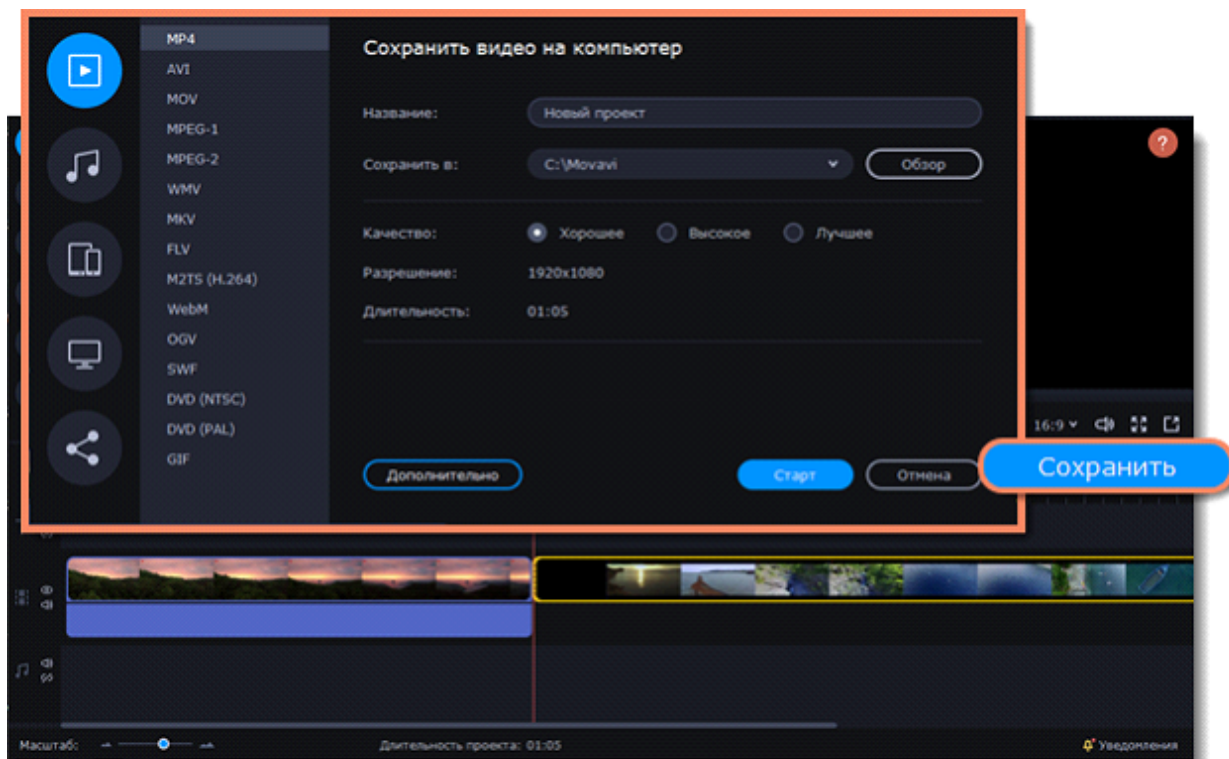 MP4
AVI
MOV
MPEG-1
MPEG-2
WMV
MKV
FLV
M2TS (H.264)
WebM
OGV
SWF
DVD (NTSC)
DVD (PAL)
GIF
Сохранить видео на компьютер
Название: Новый проект
Сохранить в: C:\Movavi Обзор
Качество: Хорошее Высокое Лучшее
Разрешение: 1920x1080
Длительность: 01:05
Дополнительно Старт Отмена
?
16:9
Сохранить
Масштаб: Длительность проекта: 01:05 Уведомления